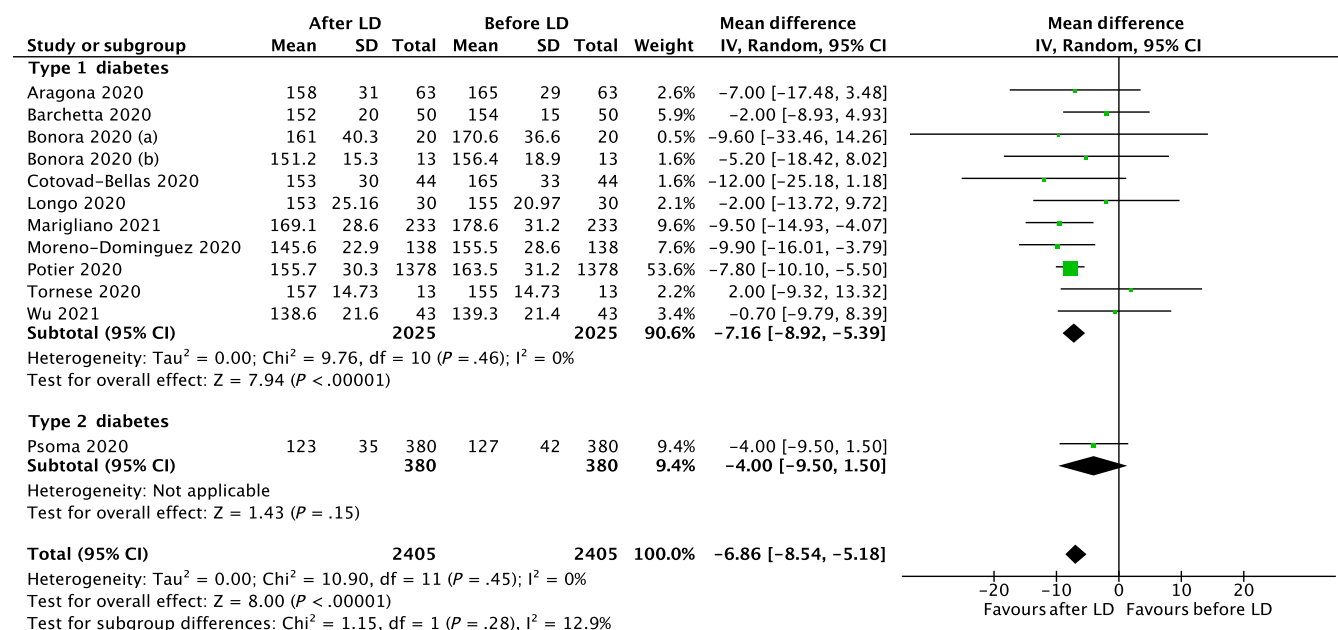 After LD Before LD Mean difference Mean difference
Study or subgroup Mean SD Total Mean SD Total Weight IV, Random, 95% CI IV, Random, 95% CI
Type 1 diabetes
Aragona 2020 158 31 63 165 29 63 2.6% −7.00 [−17.48, 3.48]
Barchetta 2020 152 20 50 154 15 50 5.9% −2.00 [−8.93, 4.93]
Bonora 2020 (a) 161 40.3 20 170.6 36.6 20 0.5% −9.60 [−33.46, 14.26]
Bonora 2020 (b) 151.2 15.3 13 156.4 18.9 13 1.6% −5.20 [−18.42, 8.02]
Cotovad-Bellas 2020 153 30 44 165 33 44 1.6% −12.00 [−25.18, 1.18]
Longo 2020 153 25.16 30 155 20.97 30 2.1% −2.00 [−13.72, 9.72]
Marigliano 2021 169.1 28.6 233 178.6 31.2 233 9.6% −9.50 [−14.93, −4.07]
Moreno-Dominguez 2020 145.6 22.9 138 155.5 28.6 138 7.6% −9.90 [−16.01, −3.79]
Potier 2020 155.7 30.3 1378 163.5 31.2 1378 53.6% −7.80 [−10.10, −5.50]
Tornese 2020 157 14.73 13 155 14.73 13 2.2% 2.00 [−9.32, 13.32]
Wu 2021 138.6 21.6 43 139.3 21.4 43 3.4% −0.70 [−9.79, 8.39]
Subtotal (95% CI) 2025 2025 90.6% −7.16 [−8.92, −5.39]
Heterogeneity: Tau² = 0.00; Chi² = 9.76, df = 10 (P = .46); I² = 0%
Test for overall effect: Z = 7.94 (P < .00001)
Type 2 diabetes
Psoma 2020 123 35 380 127 42 380 9.4% −4.00 [−9.50, 1.50]
Subtotal (95% CI) 380 380 9.4% −4.00 [−9.50, 1.50]
Heterogeneity: Not applicable
Test for overall effect: Z = 1.43 (P = .15)
Total (95% CI) 2405 2405 100.0% −6.86 [−8.54, −5.18]
Heterogeneity: Tau² = 0.00; Chi² = 10.90, df = 11 (P = .45); I² = 0%
Test for overall effect: Z = 8.00 (P < .00001)
Test for subgroup differences: Chi² = 1.15, df = 1 (P = .28), I² = 12.9%
−20 −10 0 10 20
Favours after LD Favours before LD